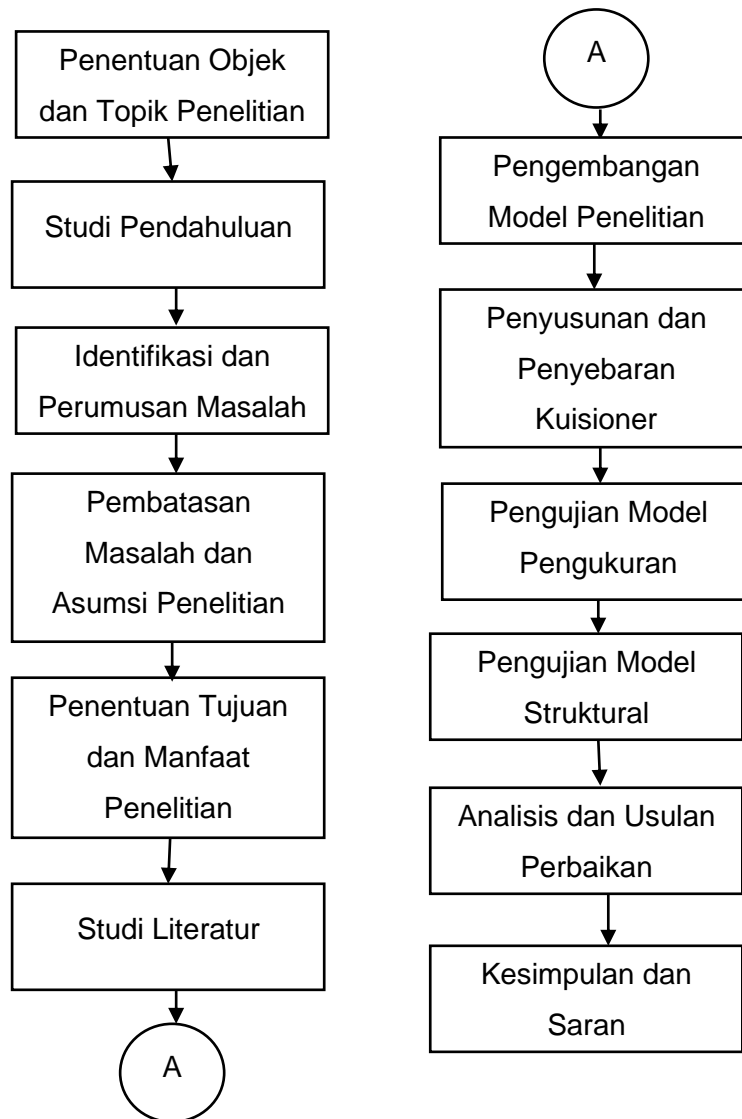 Penentuan Objek
dan Topik Penelitian
Studi Pendahuluan
Identifikasi dan
Perumusan Masalah
Pembatasan
Masalah dan
Asumsi Penelitian
Penentuan Tujuan
dan Manfaat
Penelitian
Studi Literatur
A
A
Pengembangan
Model Penelitian
Penyusunan dan
Penyebaran
Kuisioner
Pengujian Model
Pengukuran
Pengujian Model
Struktural
Analisis dan Usulan
Perbaikan
Kesimpulan dan
Saran